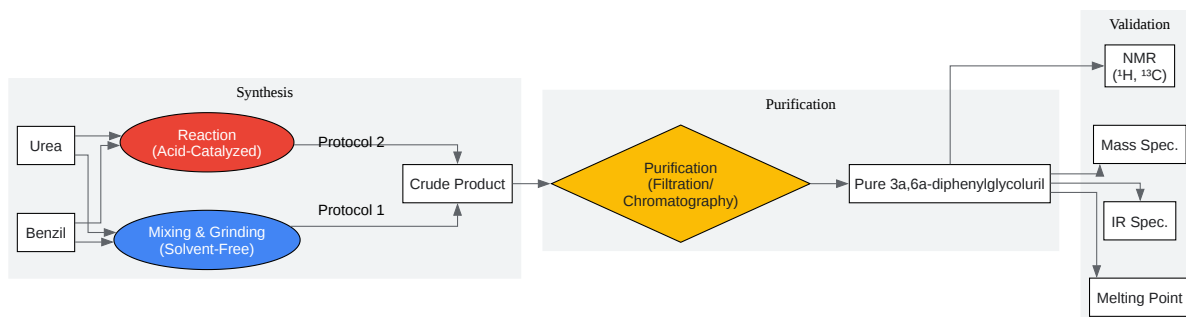 Validation
NMR
(¹H, ¹³C)
Synthesis
Purification
Urea
Reaction
(Acid-Catalyzed)
Protocol 2
Mass Spec.
Crude Product
Purification
(Filtration/
Chromatography)
Pure 3a,6a-diphenylglycoluril
Benzil
Mixing & Grinding
(Solvent-Free)
Protocol 1
IR Spec.
Melting Point